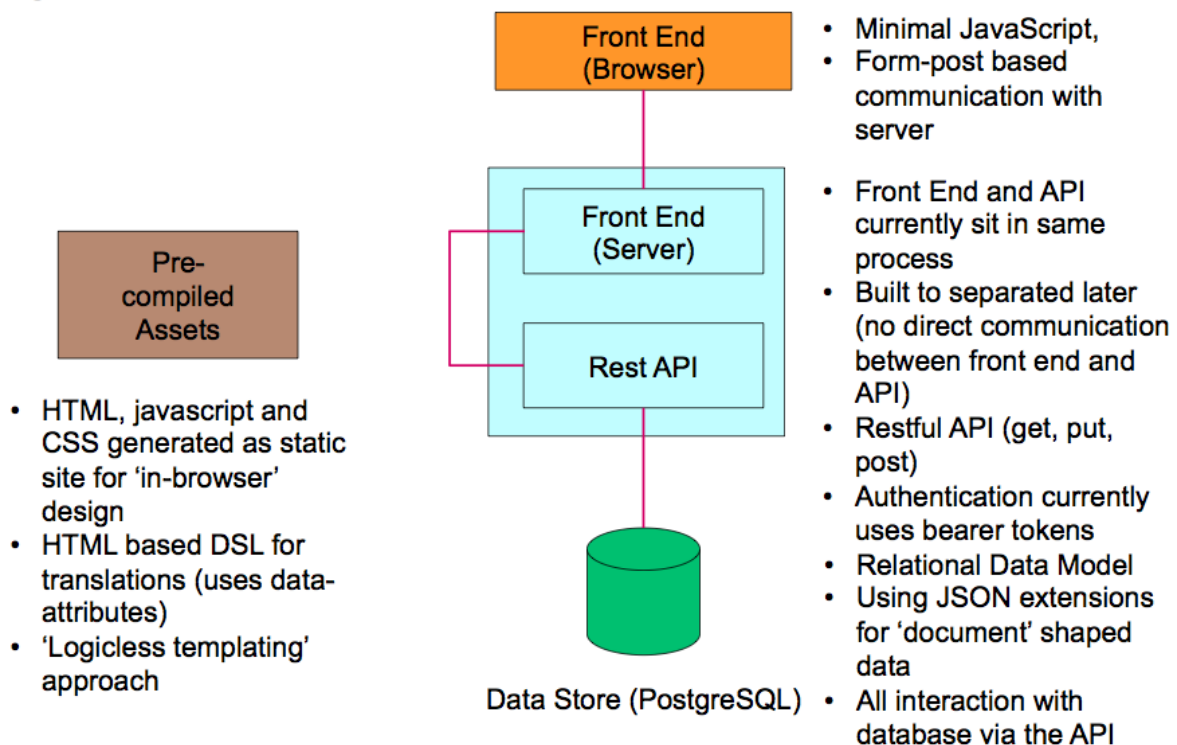 Front End
(Browser)
• Minimal JavaScript,
• Form-post based
communication with
server
Front End
(Server)
Rest API
• Front End and API
currently sit in same
process
• Built to separated later
(no direct communication
between front end and
API)
• Restful API (get, put,
post)
• Authentication currently
uses bearer tokens
• Relational Data Model
• Using JSON extensions
for ‘document’ shaped
data
• All interaction with
database via the API
Pre-
compiled
Assets
• HTML, javascript and
CSS generated as static
site for ‘in-browser’
design
• HTML based DSL for
translations (uses data-
attributes)
• ‘Logicless templating’
approach
Data Store (PostgreSQL)